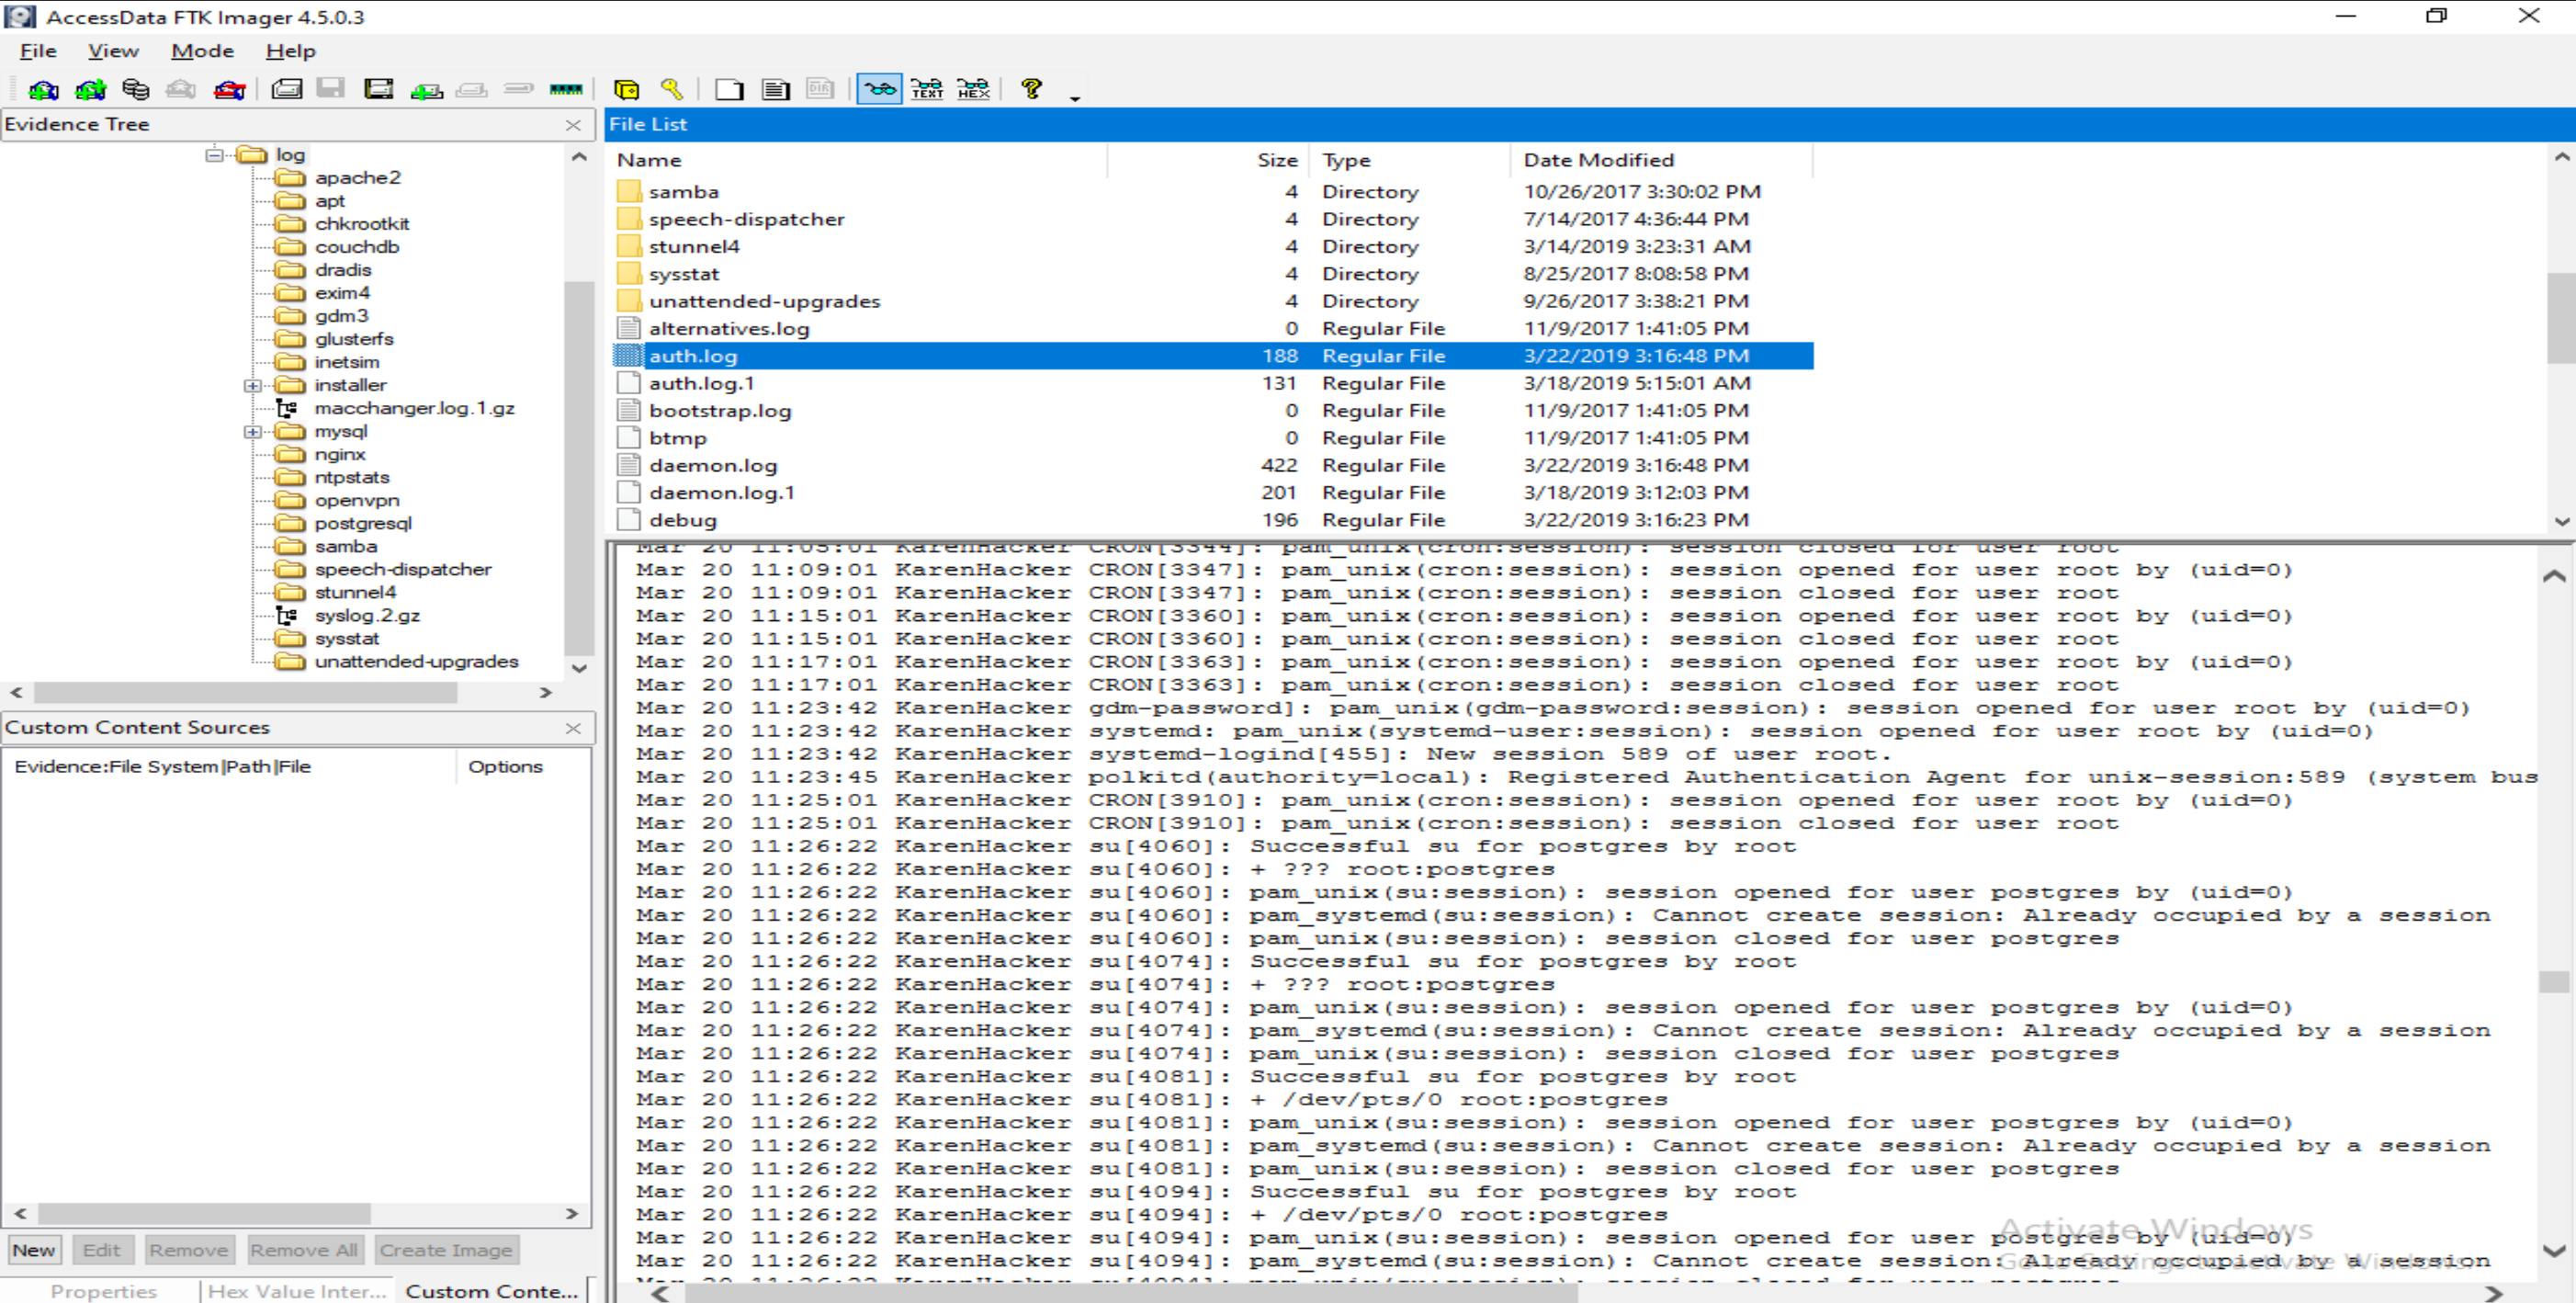 AccessData FTK Imager 4.5.0.3
File View Mode Help
DIR TEXT HEX ?
Evidence Tree
log
apache2
apt
chkrootkit
couchdb
dradis
exim4
gdm3
glusterfs
inetsim
installer
macchanger.log.1.gz
mysql
nginx
ntpstats
openvpn
postgresql
samba
speech-dispatcher
stunnel4
syslog.2.gz
sysstat
unattended-upgrades
Custom Content Sources
Evidence:File System|Path|File Options
New Edit Remove Remove All Create Image
Properties Hex Value Inter... Custom Conte...
File List
Name Size Type Date Modified
samba 4 Directory 10/26/2017 3:30:02 PM
speech-dispatcher 4 Directory 7/14/2017 4:36:44 PM
stunnel4 4 Directory 3/14/2019 3:23:31 AM
sysstat 4 Directory 8/25/2017 8:08:58 PM
unattended-upgrades 4 Directory 9/26/2017 3:38:21 PM
alternatives.log 0 Regular File 11/9/2017 1:41:05 PM
auth.log 188 Regular File 3/22/2019 3:16:48 PM
auth.log.1 131 Regular File 3/18/2019 5:15:01 AM
bootstrap.log 0 Regular File 11/9/2017 1:41:05 PM
btmp 0 Regular File 11/9/2017 1:41:05 PM
daemon.log 422 Regular File 3/22/2019 3:16:48 PM
daemon.log.1 201 Regular File 3/18/2019 3:12:03 PM
debug 196 Regular File 3/22/2019 3:16:23 PM
Mar 20 11:05:01 KarenHacker CRON[3344]: pam_unix(cron:session): session closed for user root
Mar 20 11:09:01 KarenHacker CRON[3347]: pam_unix(cron:session): session opened for user root by (uid=0)
Mar 20 11:09:01 KarenHacker CRON[3347]: pam_unix(cron:session): session closed for user root
Mar 20 11:15:01 KarenHacker CRON[3360]: pam_unix(cron:session): session opened for user root by (uid=0)
Mar 20 11:15:01 KarenHacker CRON[3360]: pam_unix(cron:session): session closed for user root
Mar 20 11:17:01 KarenHacker CRON[3363]: pam_unix(cron:session): session opened for user root by (uid=0)
Mar 20 11:17:01 KarenHacker CRON[3363]: pam_unix(cron:session): session closed for user root
Mar 20 11:23:42 KarenHacker gdm-password]: pam_unix(gdm-password:session): session opened for user root by (uid=0)
Mar 20 11:23:42 KarenHacker systemd: pam_unix(systemd-user:session): session opened for user root by (uid=0)
Mar 20 11:23:42 KarenHacker systemd-logind[455]: New session 589 of user root.
Mar 20 11:23:45 KarenHacker polkitd(authority=local): Registered Authentication Agent for unix-session:589 (system bus
Mar 20 11:25:01 KarenHacker CRON[3910]: pam_unix(cron:session): session opened for user root by (uid=0)
Mar 20 11:25:01 KarenHacker CRON[3910]: pam_unix(cron:session): session closed for user root
Mar 20 11:26:22 KarenHacker su[4060]: Successful su for postgres by root
Mar 20 11:26:22 KarenHacker su[4060]: + ??? root:postgres
Mar 20 11:26:22 KarenHacker su[4060]: pam_unix(su:session): session opened for user postgres by (uid=0)
Mar 20 11:26:22 KarenHacker su[4060]: pam_systemd(su:session): Cannot create session: Already occupied by a session
Mar 20 11:26:22 KarenHacker su[4060]: pam_unix(su:session): session closed for user postgres
Mar 20 11:26:22 KarenHacker su[4074]: Successful su for postgres by root
Mar 20 11:26:22 KarenHacker su[4074]: + ??? root:postgres
Mar 20 11:26:22 KarenHacker su[4074]: pam_unix(su:session): session opened for user postgres by (uid=0)
Mar 20 11:26:22 KarenHacker su[4074]: pam_systemd(su:session): Cannot create session: Already occupied by a session
Mar 20 11:26:22 KarenHacker su[4074]: pam_unix(su:session): session closed for user postgres
Mar 20 11:26:22 KarenHacker su[4081]: Successful su for postgres by root
Mar 20 11:26:22 KarenHacker su[4081]: + /dev/pts/0 root:postgres
Mar 20 11:26:22 KarenHacker su[4081]: pam_unix(su:session): session opened for user postgres by (uid=0)
Mar 20 11:26:22 KarenHacker su[4081]: pam_systemd(su:session): Cannot create session: Already occupied by a session
Mar 20 11:26:22 KarenHacker su[4081]: pam_unix(su:session): session closed for user postgres
Mar 20 11:26:22 KarenHacker su[4094]: Successful su for postgres by root
Mar 20 11:26:22 KarenHacker su[4094]: + /dev/pts/0 root:postgres
Mar 20 11:26:22 KarenHacker su[4094]: pam_unix(su:session): session opened for user postgres by (uid=0)
Mar 20 11:26:22 KarenHacker su[4094]: pam_systemd(su:session): Cannot create session: Already occupied by a session
Activate Windows
Go to Settings to activate Windows.